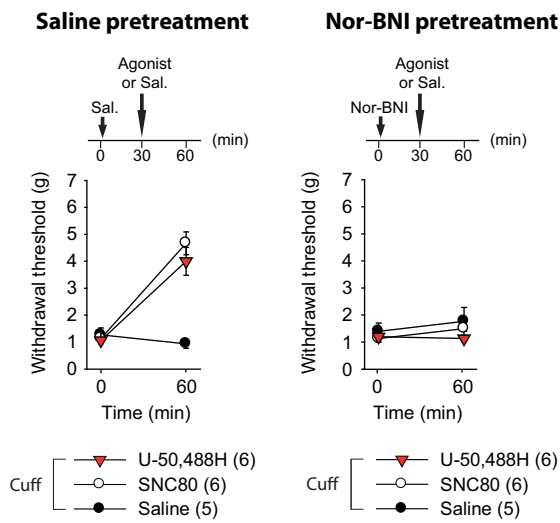 Saline pretreatment
Agonist
or Sal.
Sal.
0 30 60 (min)
Withdrawal threshold (g)
7
6
5
4
3
2
1
0
0 60
Time (min)
Cuff
U-50,488H (6)
SNC80 (6)
Saline (5)
Nor-BNI pretreatment
Agonist
or Sal.
Nor-BNI
0 30 60 (min)
Withdrawal threshold (g)
7
6
5
4
3
2
1
0
0 60
Time (min)
Cuff
U-50,488H (6)
SNC80 (6)
Saline (5)